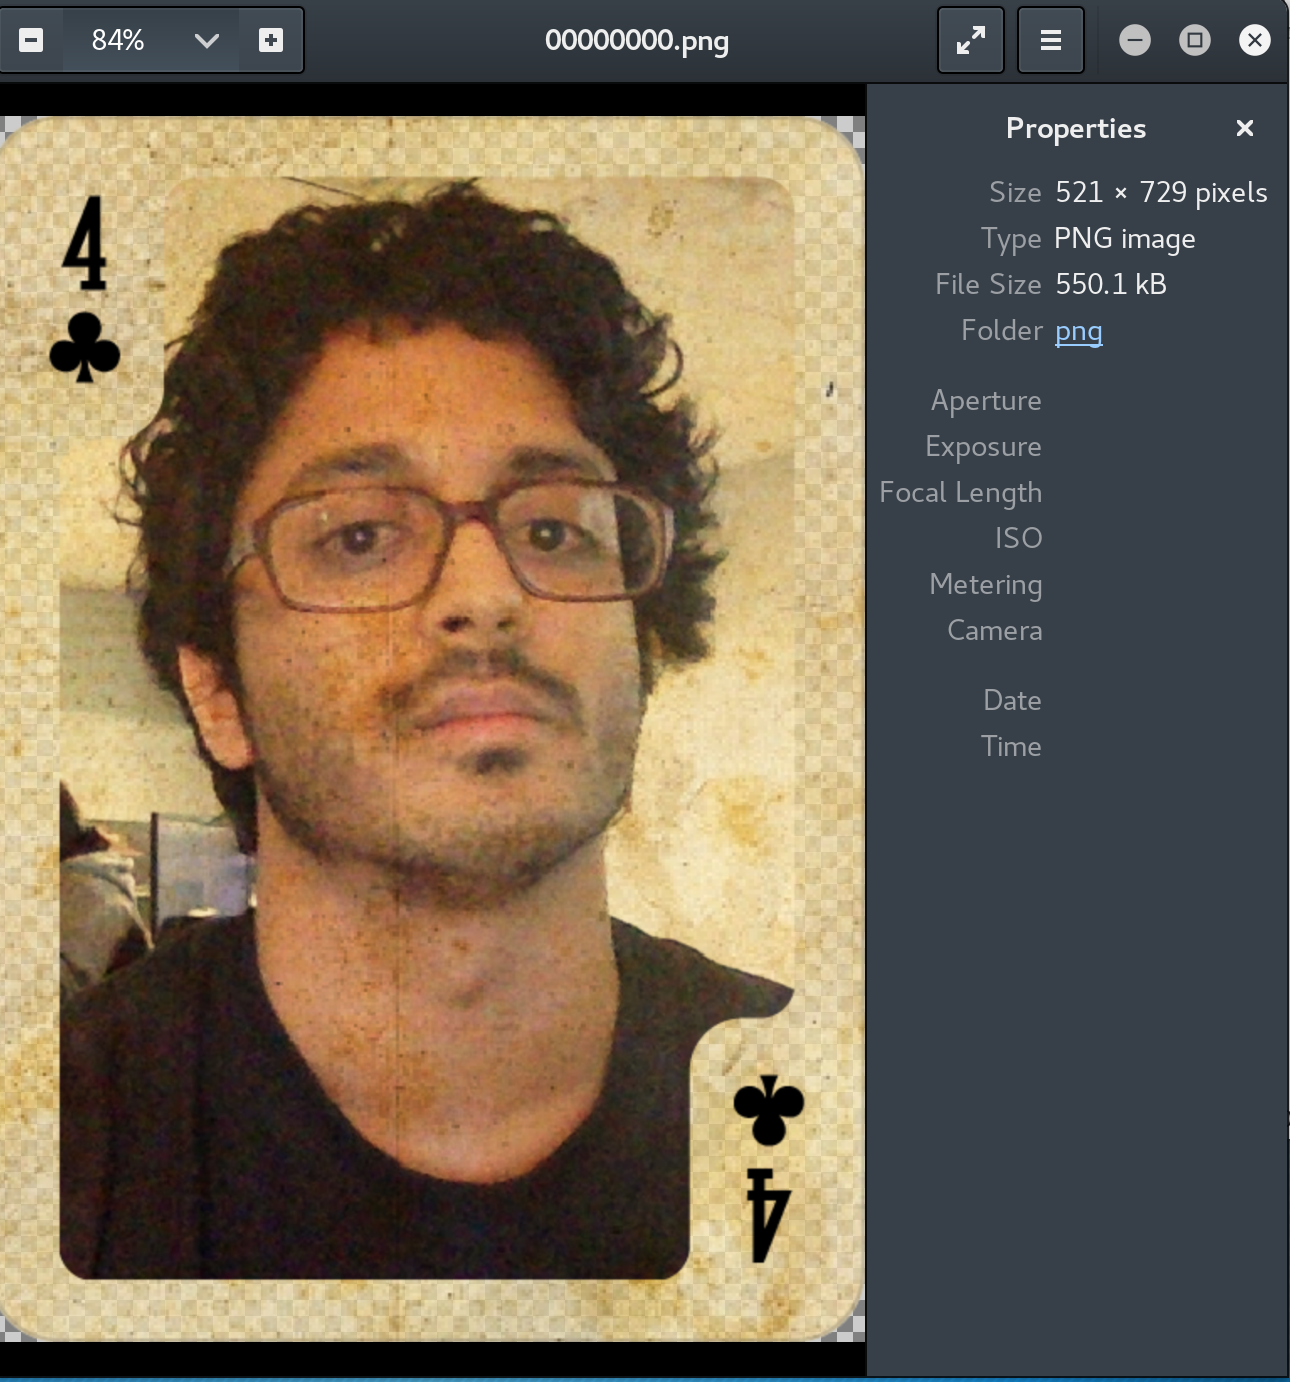 84%
00000000.png
4
Properties
Size 521 × 729 pixels
Type PNG image
File Size 550.1 kB
Folder png
Aperture
Exposure
Focal Length
ISO
Metering
Camera
Date
Time
4